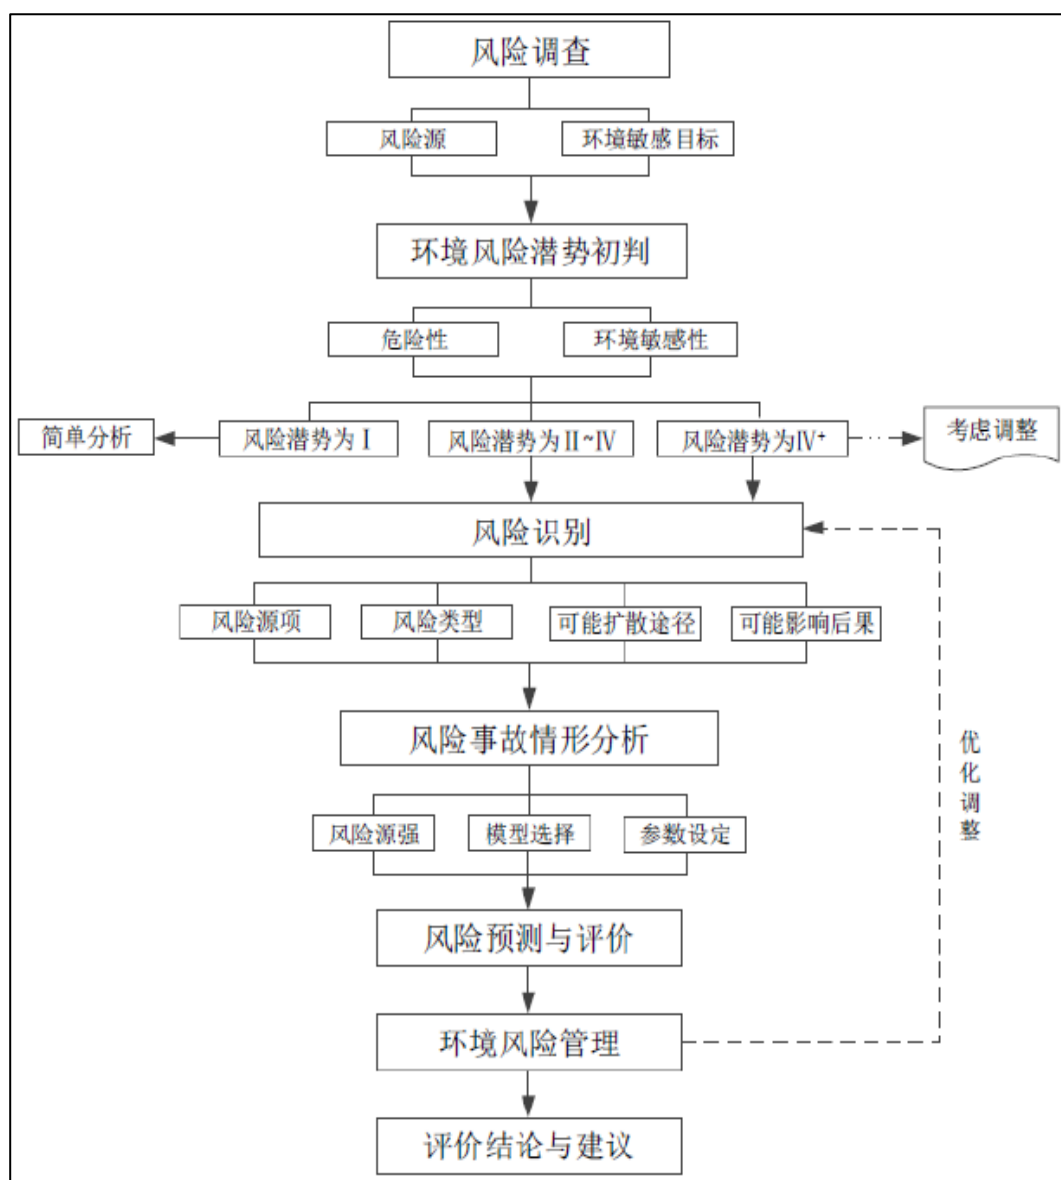 风险调查
风险源
环境敏感目标
环境风险潜势初判
危险性
环境敏感性
简单分析
风险潜势为Ⅰ
风险潜势为Ⅱ~Ⅳ
风险潜势为Ⅳ+
考虑调整
风险识别
风险源项
风险类型
可能扩散途径
可能影响后果
风险事故情形分析
风险源强
模型选择
参数设定
优化调整
风险预测与评价
环境风险管理
评价结论与建议